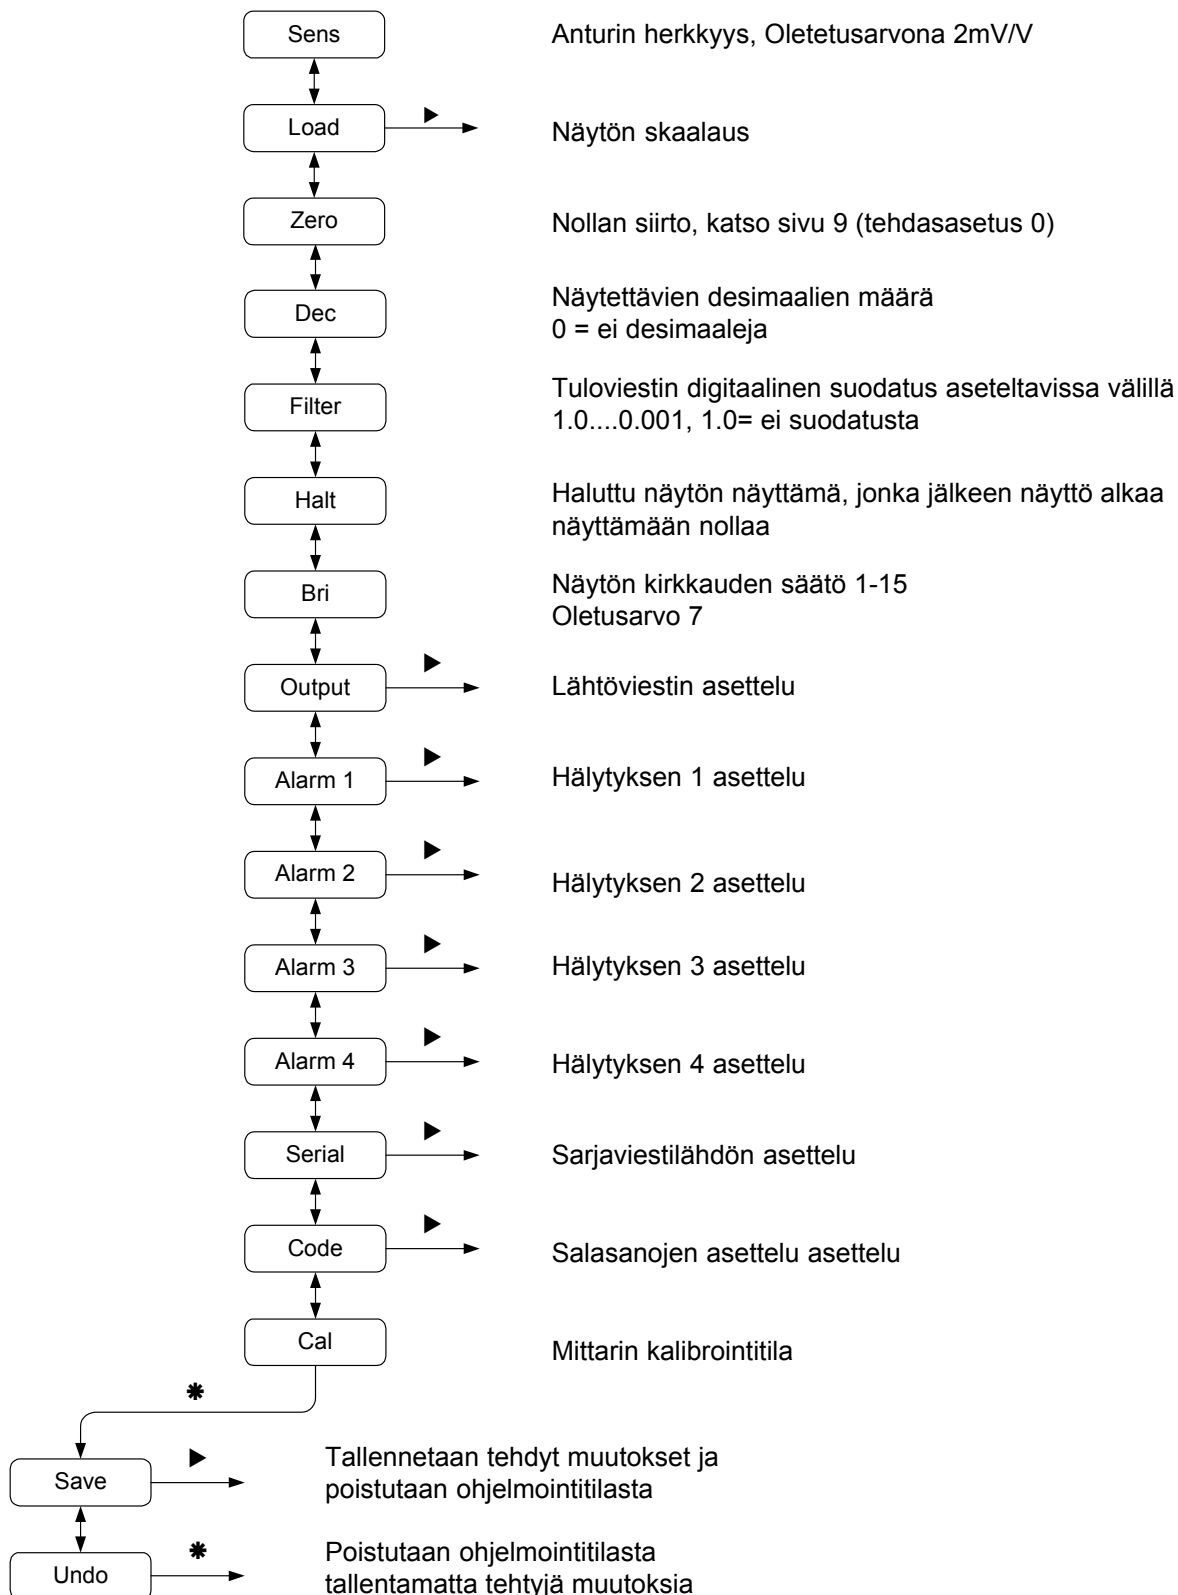 Sens
Anturin herkkyys, Oletetusarvona 2mV/V
Load
Näytön skaalaus
Zero
Nollan siirto, katso sivu 9 (tehdasasetus 0)
Dec
Näytettävien desimaalien määrä
0 = ei desimaaleja
Filter
Tuloviestin digitaalinen suodatus aseteltavissa välillä
1.0....0.001, 1.0= ei suodatusta
Halt
Haluttu näytön näyttämä, jonka jälkeen näyttö alkaa
näyttämään nollaa
Bri
Näytön kirkkauden säätö 1-15
Oletusarvo 7
Output
Lähtöviestin asettelu
Alarm 1
Hälytyksen 1 asettelu
Alarm 2
Hälytyksen 2 asettelu
Alarm 3
Hälytyksen 3 asettelu
Alarm 4
Hälytyksen 4 asettelu
Serial
Sarjaviestilähdön asettelu
Code
Salasanojen asettelu asettelu
Cal
Mittarin kalibrointitila
Save
Tallennetaan tehdyt muutokset ja
poistutaan ohjelmointitilasta
Undo
Poistutaan ohjelmointitilasta
tallentamatta tehtyjä muutoksia